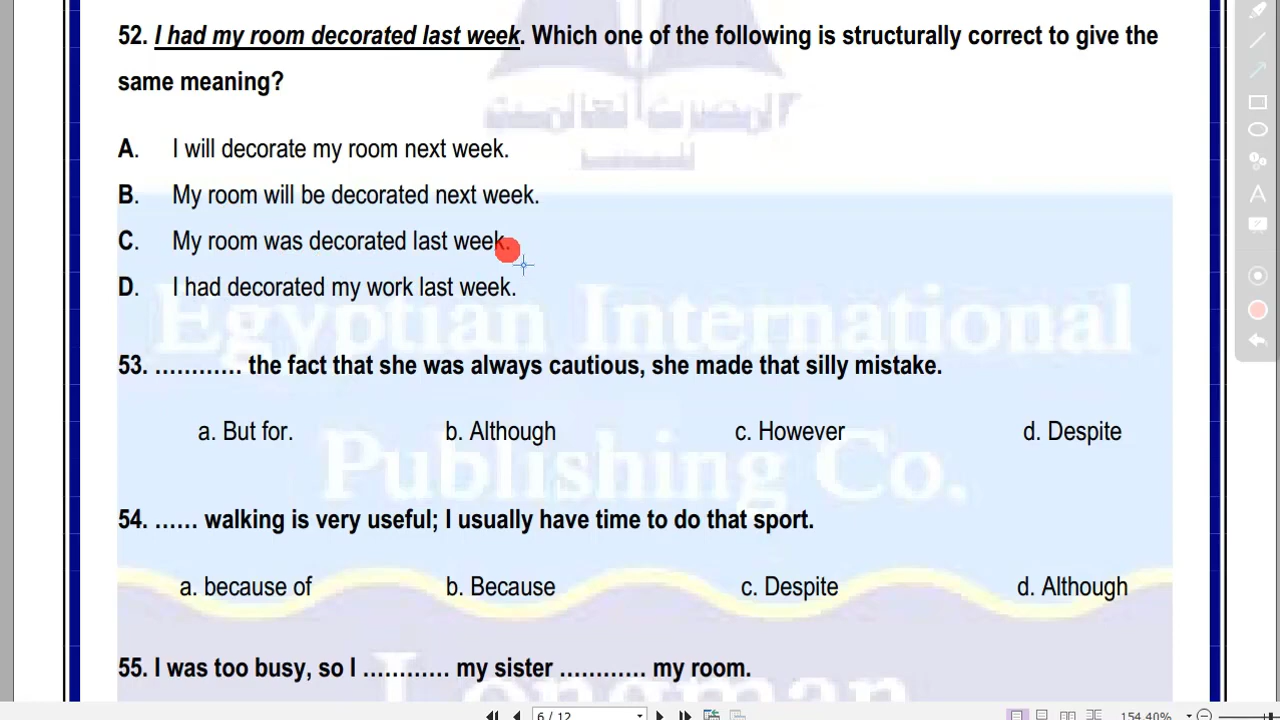 52. I had my room decorated last week. Which one of the following is structurally correct to give the
same meaning?
A. I will decorate my room next week.
B. My room will be decorated next week.
C. My room was decorated last week.
D. I had decorated my work last week.
Egyptian International
53. ………… the fact that she was always cautious, she made that silly mistake.
a. But for. b. Although c. However d. Despite
Publishing Co.
54. …… walking is very useful; I usually have time to do that sport.
a. because of b. Because c. Despite d. Although
55. I was too busy, so I ………… my sister ………… my room.
Longman
6 / 12
154.40%